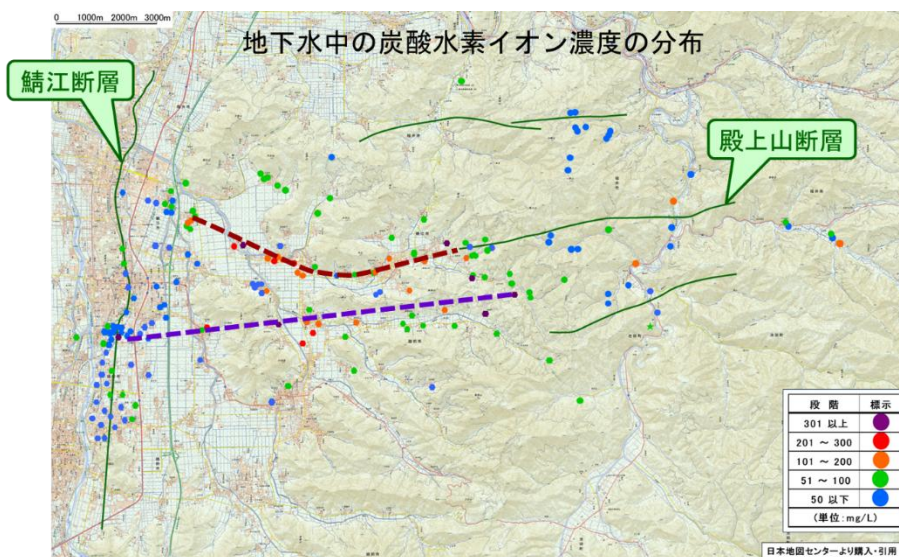 0 1000m 2000m 3000m
地下水中の炭酸水素イオン濃度の分布
鯖江断層
殿上山断層
段 階 標示
301 以上
201 ～ 300
101 ～ 200
51 ～ 100
50 以下
(単位:mg/L)
日本地図センターより購入・引用